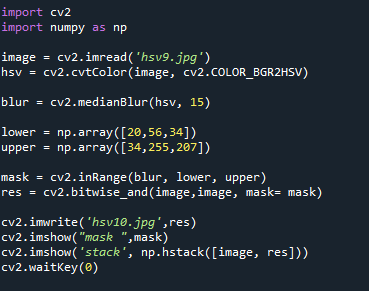 import cv2
import numpy as np
image = cv2.imread('hsv9.jpg')
hsv = cv2.cvtColor(image, cv2.COLOR_BGR2HSV)
blur = cv2.medianBlur(hsv, 15)
lower = np.array([20,56,34])
upper = np.array([34,255,207])
mask = cv2.inRange(blur, lower, upper)
res = cv2.bitwise_and(image,image, mask= mask)
cv2.imwrite('hsv10.jpg',res)
cv2.imshow("mask ",mask)
cv2.imshow('stack', np.hstack([image, res]))
cv2.waitKey(0)